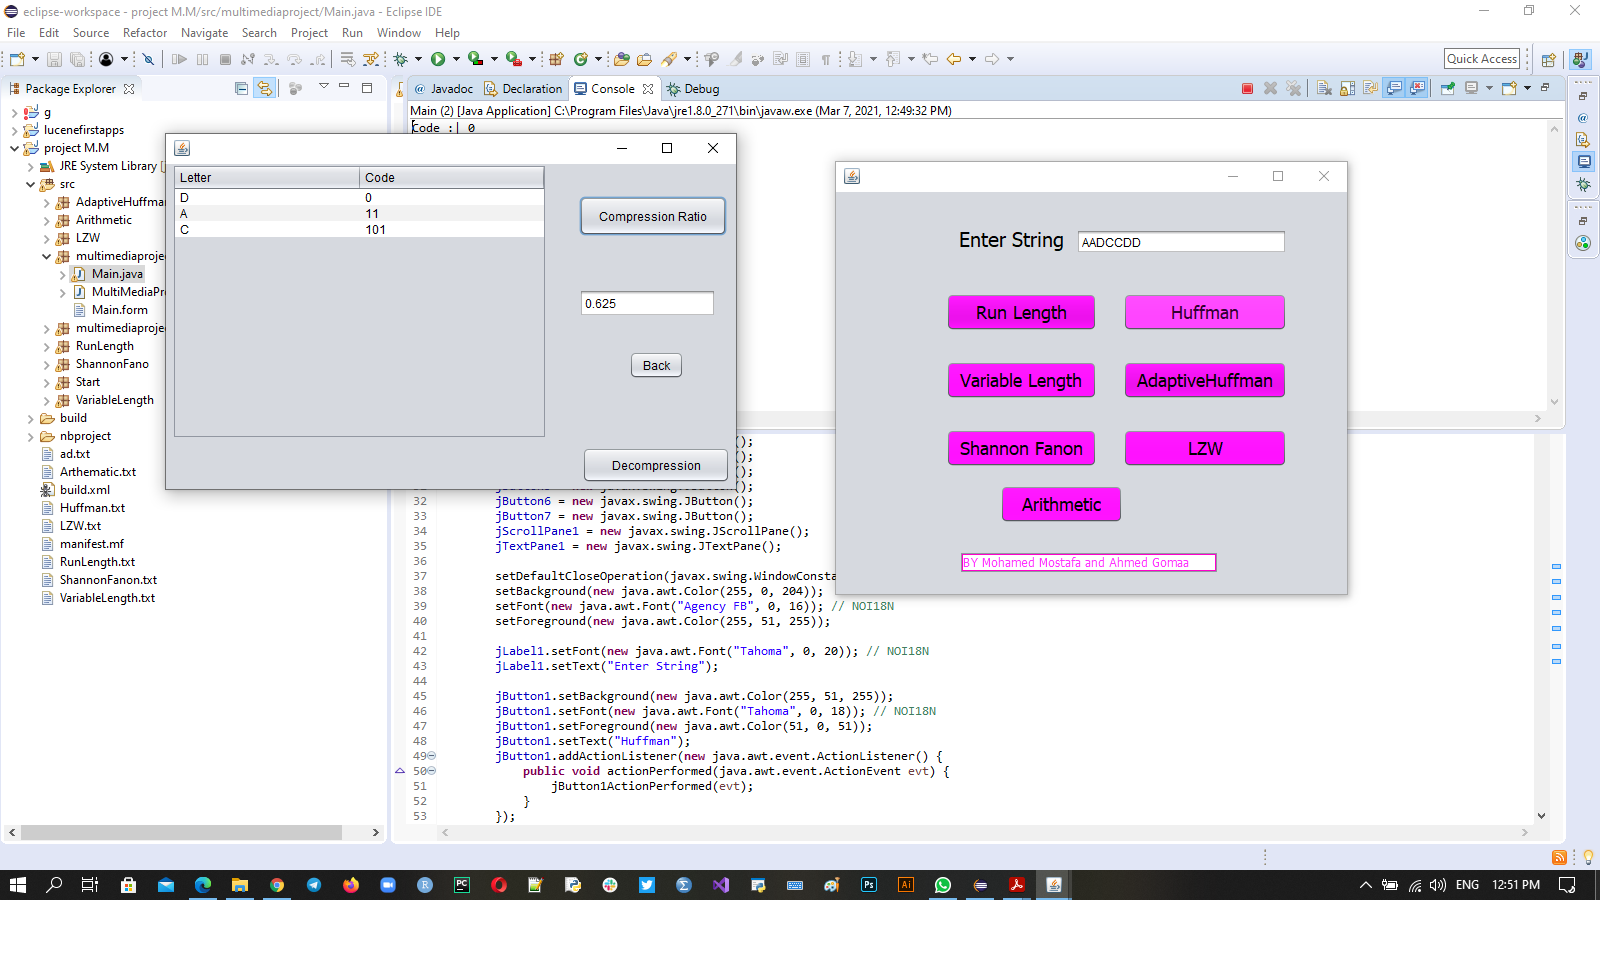 eclipse-workspace - project M.M/src/multimediaproject/Main.java - Eclipse IDE
File Edit Source Refactor Navigate Search Project Run Window Help
Quick Access
Package Explorer
Javadoc Declaration Console Debug
Main (2) [Java Application] C:\Program Files\Java\jre1.8.0_271\bin\javaw.exe (Mar 7, 2021, 12:49:32 PM)
Code :| 0
g
lucenefirstapps
project M.M
JRE System Library
src
AdaptiveHuffma
Arithmetic
LZW
multimediaproje
Main.java
MultiMediaPr
Main.form
multimediaproje
RunLength
ShannonFano
Start
VariableLength
build
nbproject
ad.txt
Arthematic.txt
build.xml
Huffman.txt
LZW.txt
manifest.mf
RunLength.txt
ShannonFanon.txt
VariableLength.txt
Letter Code
D 0
A 11
C 101
Compression Ratio
0.625
Back
Decompression
Enter String AADCCDD
Run Length Huffman
Variable Length AdaptiveHuffman
Shannon Fanon LZW
Arithmetic
BY Mohamed Mostafa and Ahmed Gomaa
();
();
();
32 jButton6 = new javax.swing.JButton();
33 jButton7 = new javax.swing.JButton();
34 jScrollPane1 = new javax.swing.JScrollPane();
35 jTextPane1 = new javax.swing.JTextPane();
36
37 setDefaultCloseOperation(javax.swing.WindowConsta
38 setBackground(new java.awt.Color(255, 0, 204));
39 setFont(new java.awt.Font("Agency FB", 0, 16)); // NOI18N
40 setForeground(new java.awt.Color(255, 51, 255));
41
42 jLabel1.setFont(new java.awt.Font("Tahoma", 0, 20)); // NOI18N
43 jLabel1.setText("Enter String");
44
45 jButton1.setBackground(new java.awt.Color(255, 51, 255));
46 jButton1.setFont(new java.awt.Font("Tahoma", 0, 18)); // NOI18N
47 jButton1.setForeground(new java.awt.Color(51, 0, 51));
48 jButton1.setText("Huffman");
49 jButton1.addActionListener(new java.awt.event.ActionListener() {
50 public void actionPerformed(java.awt.event.ActionEvent evt) {
51 jButton1ActionPerformed(evt);
52 }
53 });
ENG 12:51 PM